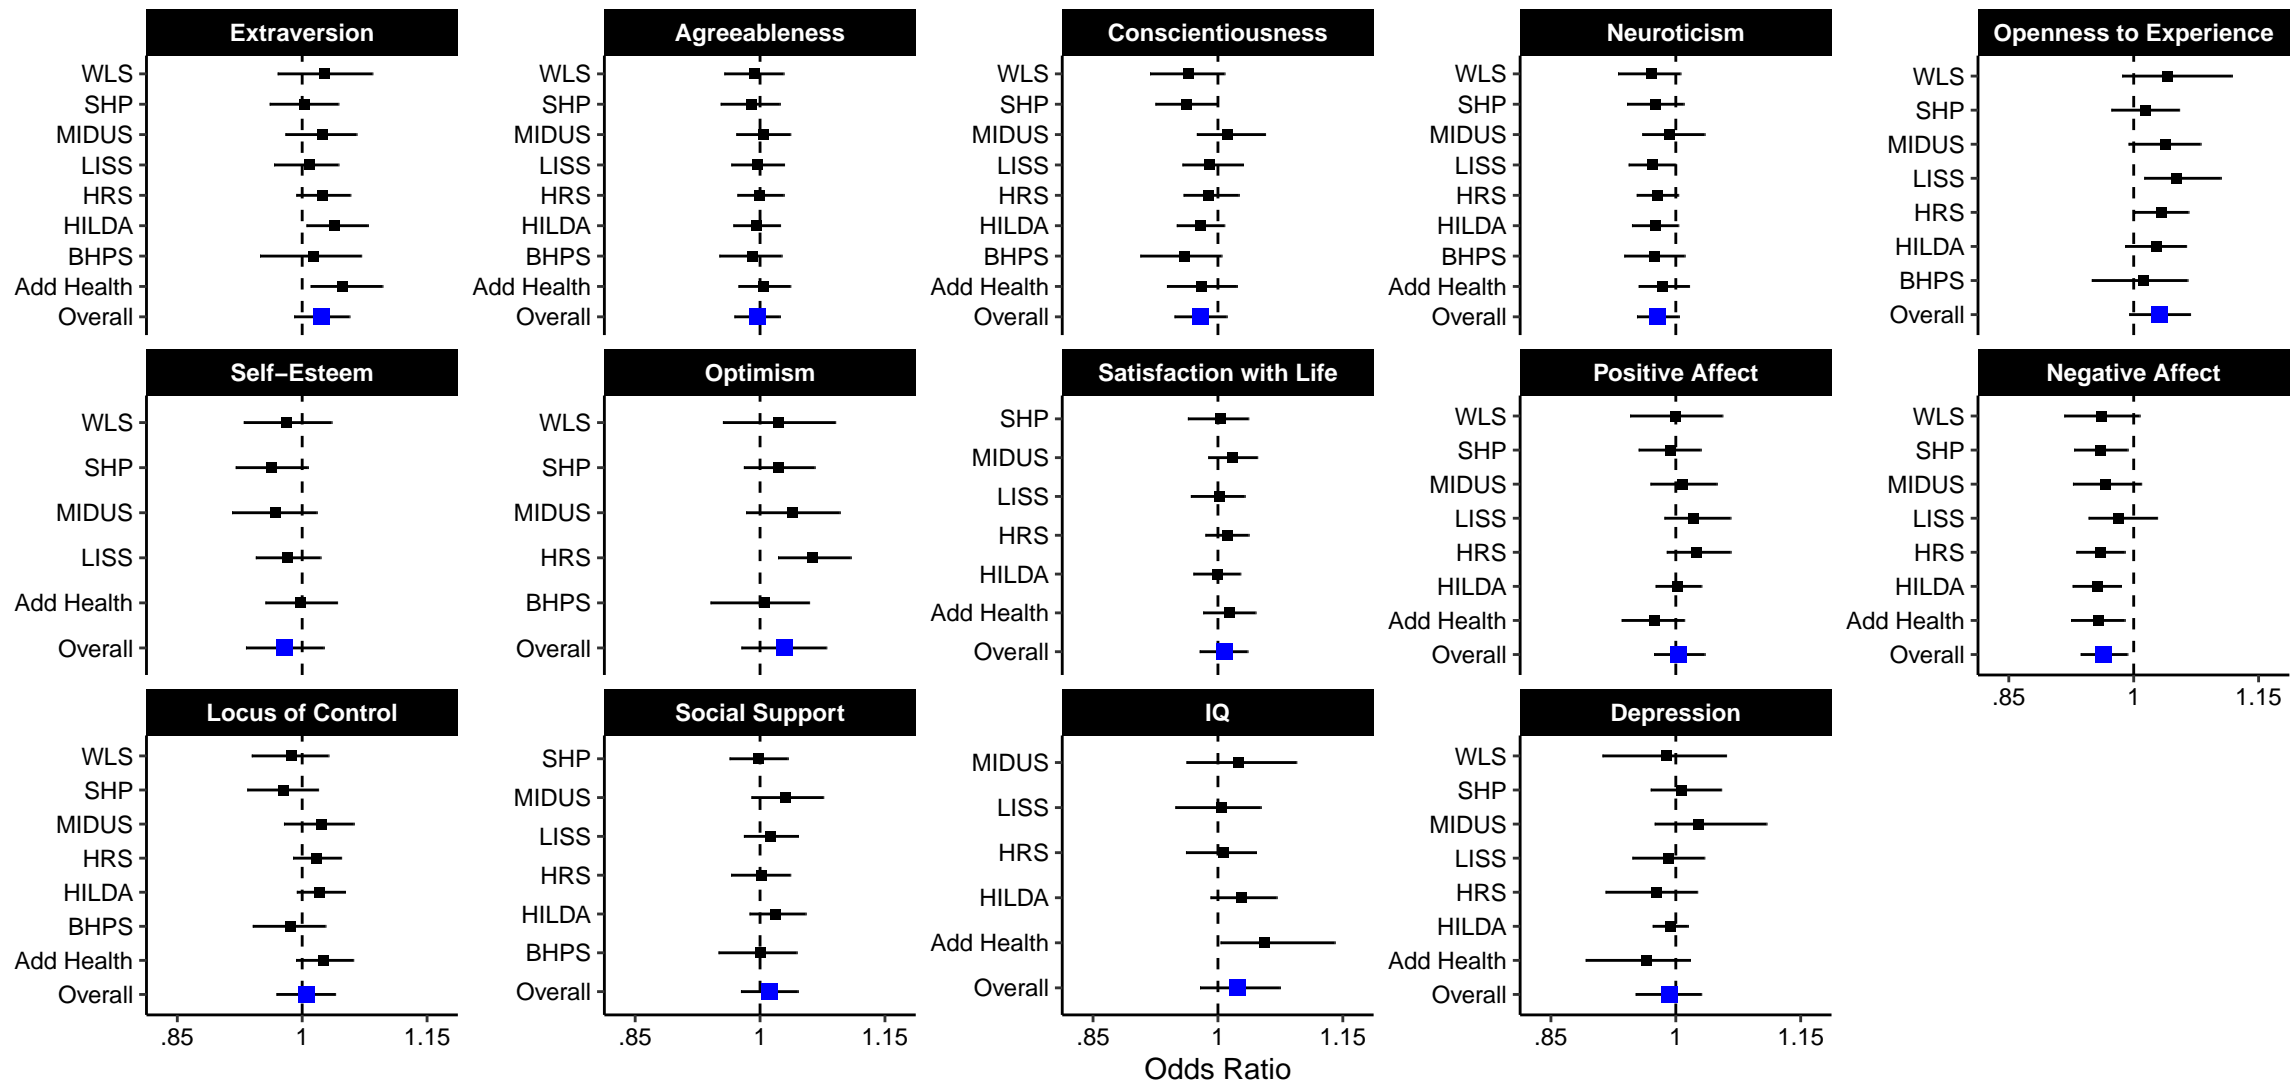 Extraversion
WLS
SHP
MIDUS
LISS
HRS
HILDA
BHPS
Add Health
Overall
Agreeableness
WLS
SHP
MIDUS
LISS
HRS
HILDA
BHPS
Add Health
Overall
Conscientiousness
WLS
SHP
MIDUS
LISS
HRS
HILDA
BHPS
Add Health
Overall
Neuroticism
WLS
SHP
MIDUS
LISS
HRS
HILDA
BHPS
Add Health
Overall
Openness to Experience
WLS
SHP
MIDUS
LISS
HRS
HILDA
BHPS
Overall
Self−Esteem
WLS
SHP
MIDUS
LISS
Add Health
Overall
Optimism
WLS
SHP
MIDUS
HRS
BHPS
Overall
Satisfaction with Life
SHP
MIDUS
LISS
HRS
HILDA
Add Health
Overall
Positive Affect
WLS
SHP
MIDUS
LISS
HRS
HILDA
Add Health
Overall
Negative Affect
WLS
SHP
MIDUS
LISS
HRS
HILDA
Add Health
Overall
.85 1 1.15
Locus of Control
WLS
SHP
MIDUS
HRS
HILDA
BHPS
Add Health
Overall
.85 1 1.15
Social Support
SHP
MIDUS
LISS
HRS
HILDA
BHPS
Overall
.85 1 1.15
IQ
MIDUS
LISS
HRS
HILDA
Add Health
Overall
.85 1 1.15
Depression
WLS
SHP
MIDUS
LISS
HRS
HILDA
Add Health
Overall
.85 1 1.15
Odds Ratio